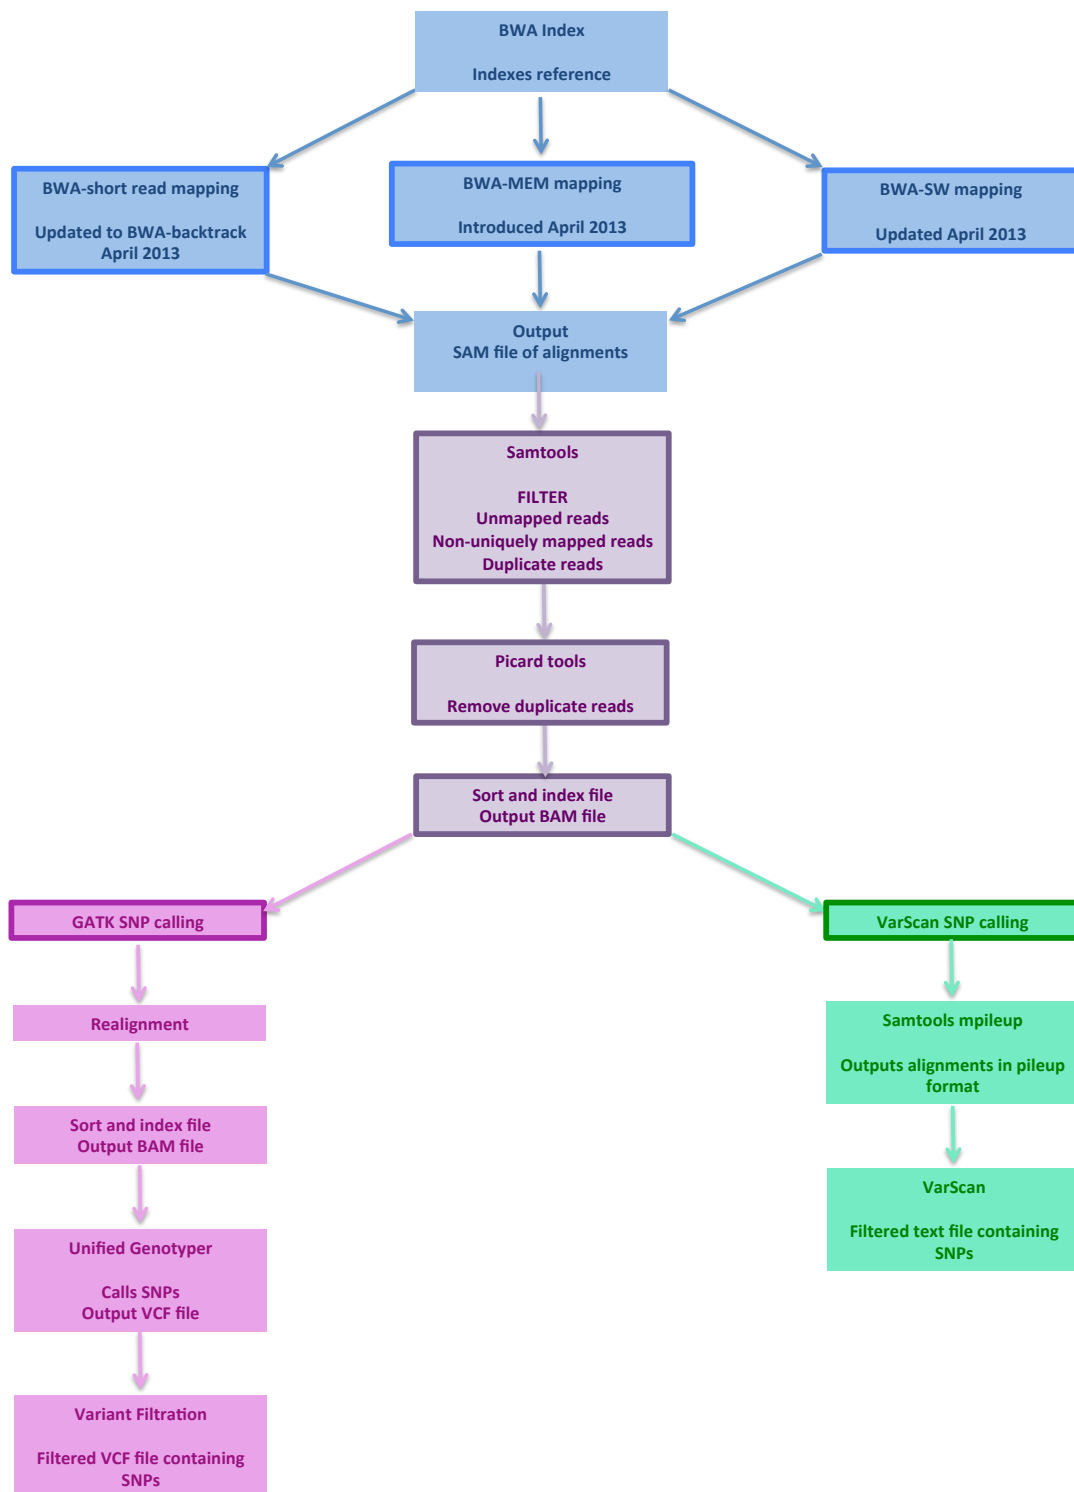 BWA Index
Indexes reference
BWA-short read mapping
Updated to BWA-backtrack
April 2013
BWA-MEM mapping
Introduced April 2013
BWA-SW mapping
Updated April 2013
Output
SAM file of alignments
Samtools
FILTER
Unmapped reads
Non-uniquely mapped reads
Duplicate reads
Picard tools
Remove duplicate reads
Sort and index file
Output BAM file
GATK SNP calling
Realignment
Sort and index file
Output BAM file
Unified Genotyper
Calls SNPs
Output VCF file
Variant Filtration
Filtered VCF file containing
SNPs
VarScan SNP calling
Samtools mpileup
Outputs alignments in pileup
format
VarScan
Filtered text file containing
SNPs